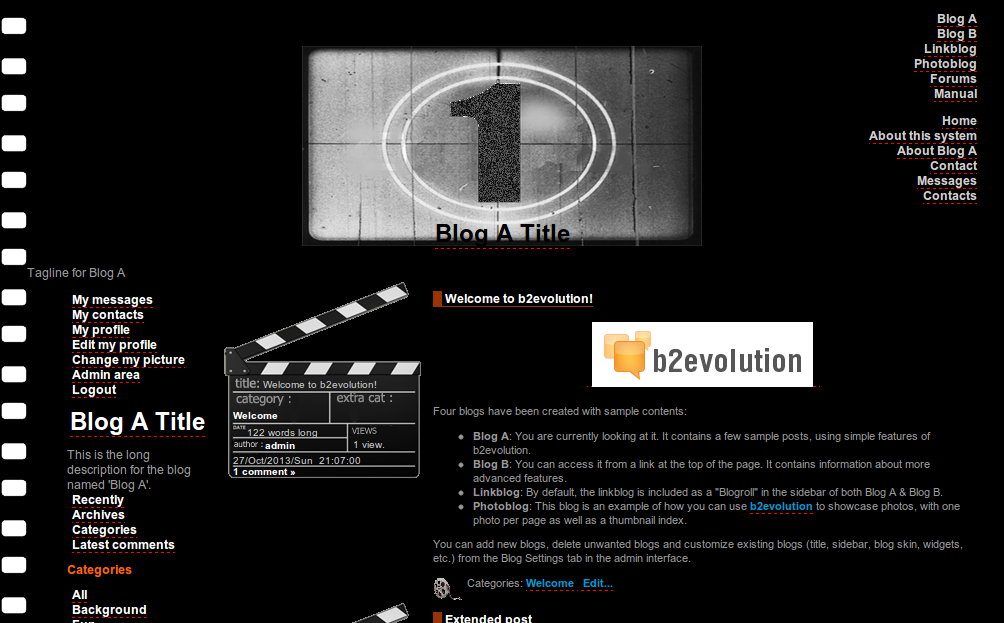 Blog A
Blog B
Linkblog
Photoblog
Forums
Manual
Home
About this system
About Blog A
Contact
Messages
Contacts
1
Blog A Title
Tagline for Blog A
My messages
My contacts
My profile
Edit my profile
Change my picture
Admin area
Logout
Blog A Title
This is the long
description for the blog
named 'Blog A'.
Recently
Archives
Categories
Latest comments
Categories
All
Background
title: Welcome to b2evolution!
category : extra cat :
Welcome
DATE 122 words long VIEWS
author : admin 1 view.
27/Oct/2013/Sun 21:07:00
1 comment »
Welcome to b2evolution!
b2evolution
Four blogs have been created with sample contents:
Blog A: You are currently looking at it. It contains a few sample posts, using simple features of
b2evolution.
Blog B: You can access it from a link at the top of the page. It contains information about more
advanced features.
Linkblog: By default, the linkblog is included as a "Blogroll" in the sidebar of both Blog A & Blog B.
Photoblog: This blog is an example of how you can use b2evolution to showcase photos, with one
photo per page as well as a thumbnail index.
You can add new blogs, delete unwanted blogs and customize existing blogs (title, sidebar, blog skin, widgets,
etc.) from the Blog Settings tab in the admin interface.
Categories: Welcome Edit...
Extended post